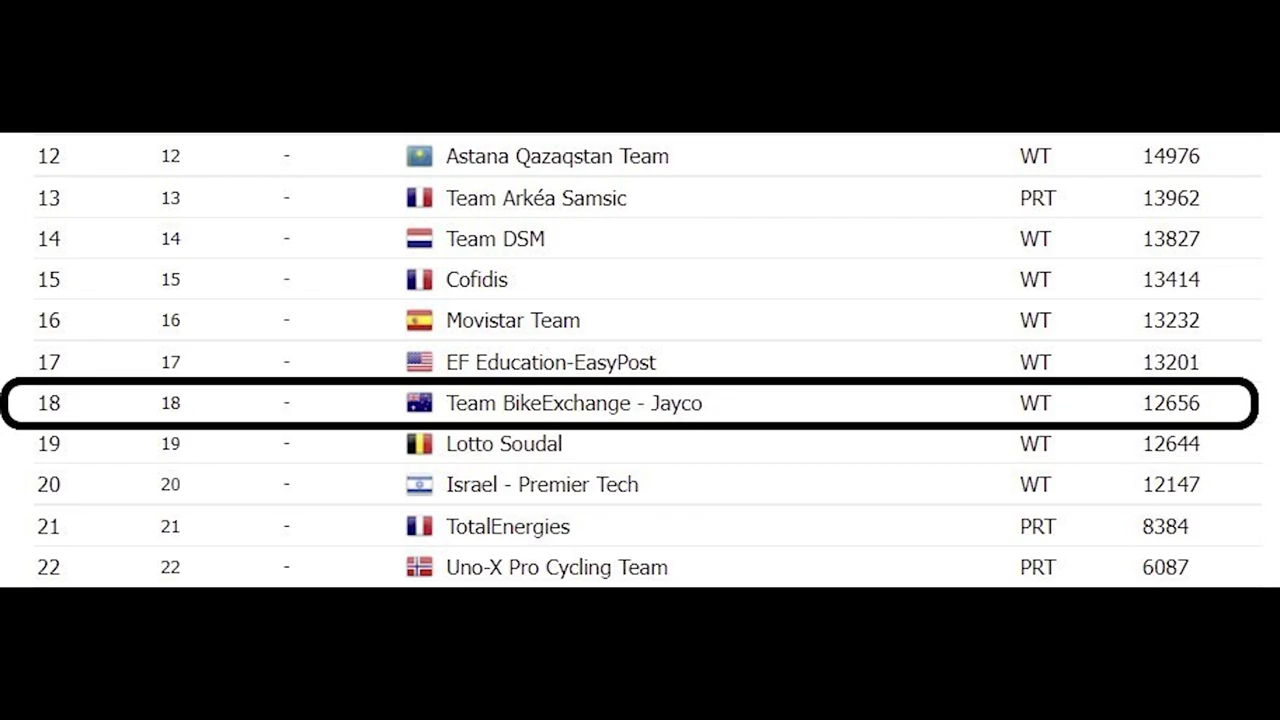 12 12 - Astana Qazaqstan Team WT 14976
13 13 - Team Arkéa Samsic PRT 13962
14 14 - Team DSM WT 13827
15 15 - Cofidis WT 13414
16 16 - Movistar Team WT 13232
17 17 - EF Education-EasyPost WT 13201
18 18 - Team BikeExchange - Jayco WT 12656
19 19 - Lotto Soudal WT 12644
20 20 - Israel - Premier Tech WT 12147
21 21 - TotalEnergies PRT 8384
22 22 - Uno-X Pro Cycling Team PRT 6087